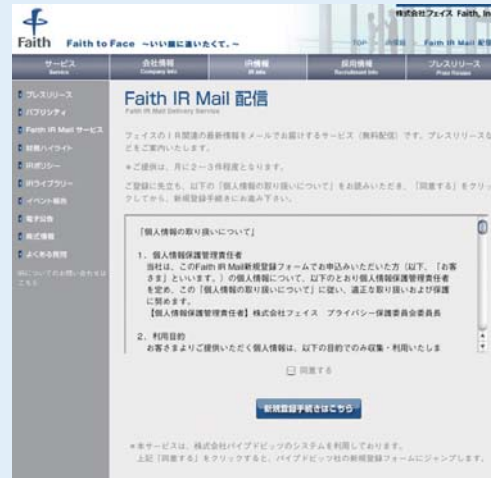 株式会社フェイス Faith, Inc
Faith
Faith to Face ～いい顔に逢いたくて。～
TOP > IR情報 > Faith IR Mail 配信
サービス
Service
会社情報
Company Info
IR情報
IR Info
採用情報
Recruitment Info
プレスリリース
Press Release
プレスリリース
パブリシティ
Faith IR Mail サービス
財務ハイライト
IRポリシー
IRライブラリー
イベント報告
電子公告
株式情報
よくある質問
IRについてのお問い合わせは
こちら
Faith IR Mail 配信
Faith IR Mail Delivery Service
フェイスのＩＲ関連の最新情報をメールでお届けするサービス（無料配信）です。プレスリリースな
どをご案内いたします。
＊ご提供は、月に２－３件程度となります。
ご登録に先立ち、以下の「個人情報の取り扱いについて」をお読みいただき、「同意する」をクリッ
クしてから、新規登録手続きにお進み下さい。
「個人情報の取り扱いについて」
1. 個人情報保護管理責任者
当社は、このFaith IR Mail新規登録フォームでお申込みいただいた方（以下、「お客
さま」といいます。）の個人情報について、以下のとおり個人情報保護管理責任者
を定め、この「個人情報の取り扱いについて」に従い、適正な取り扱いおよび保護
に努めます。
【個人情報保護管理責任者】株式会社フェイス プライバシー保護委員会委員長
2. 利用目的
お客さまよりご提供いただく個人情報は、以下の目的でのみ収集・利用いたしま
同意する
新規登録手続きはこちら
＊本サービスは、株式会社パイプドビッツのシステムを利用しております。
上記「同意する」をクリックすると、パイプドビッツ社の新規登録フォームにジャンプします。